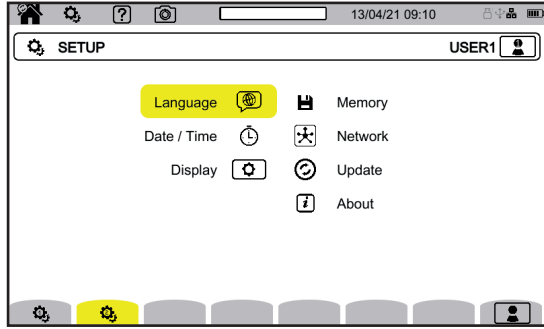 13/04/21 09:10
SETUP
USER1
Language
Memory
Date / Time
Network
Display
Update
About